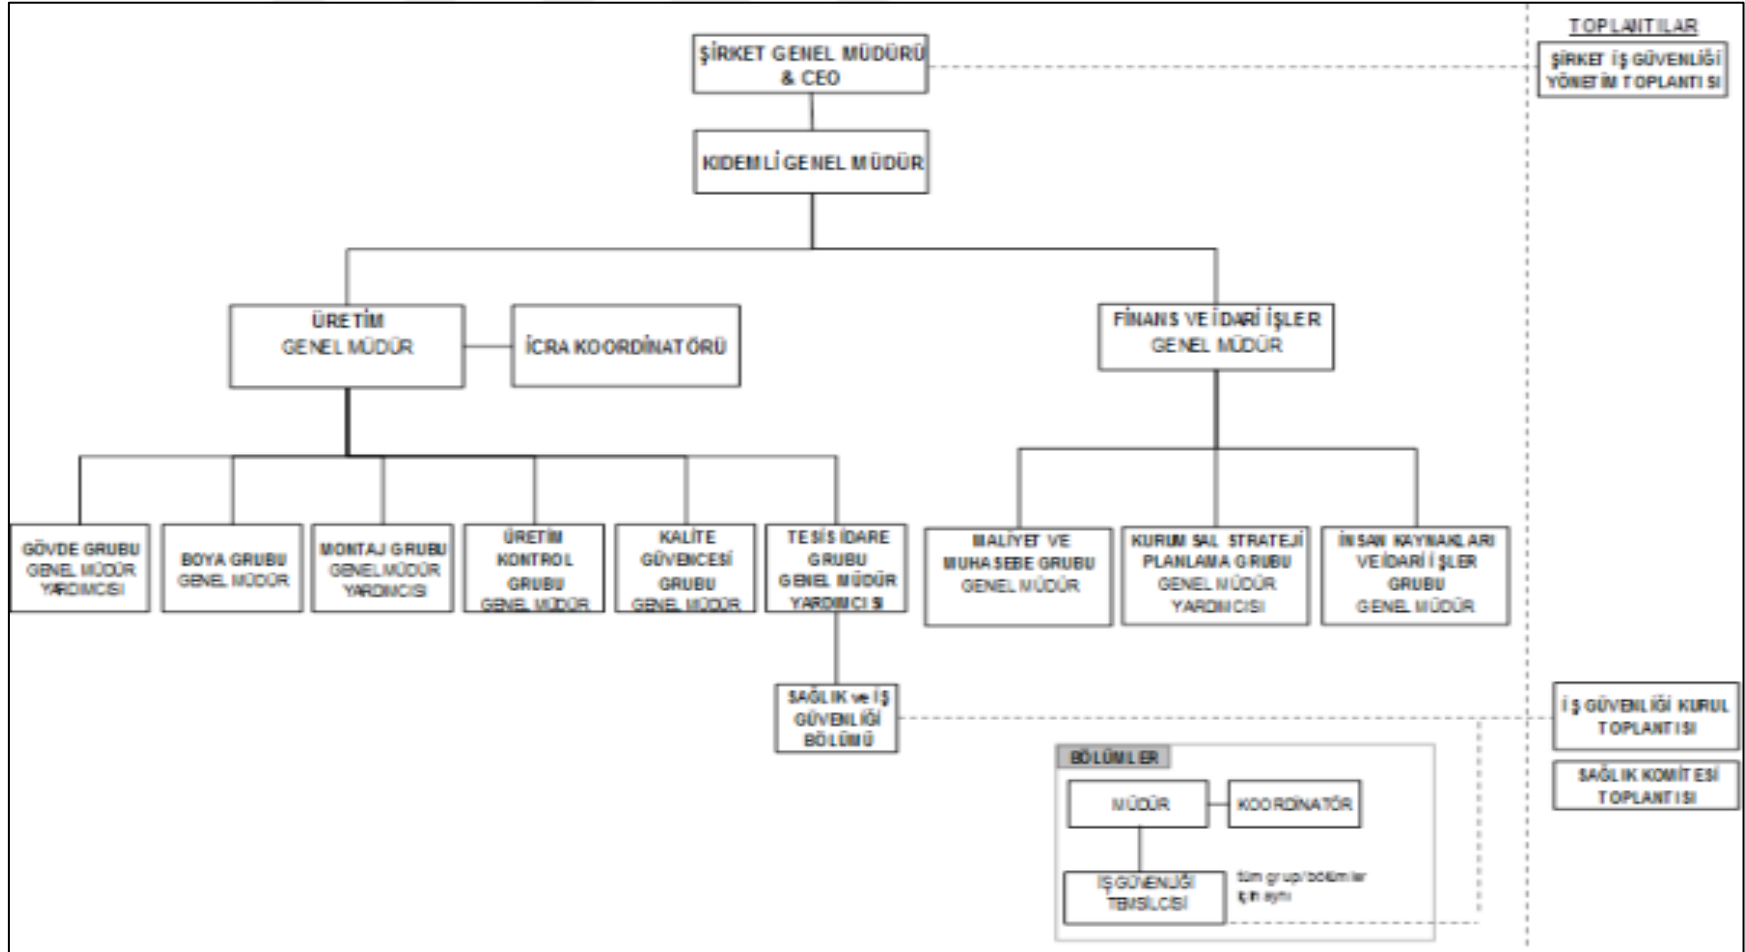 TOPLANTILAR
ŞİRKET GENEL MÜDÜRÜ
& CEO
ŞİRKET İŞ GÜVENLİĞİ
YÖNETİM TOPLANTISI
KIDEMLİ GENEL MÜDÜR
ÜRETİM
GENEL MÜDÜR
İCRA KOORDİNATÖRÜ
FİNANS VE İDARİ İŞLER
GENEL MÜDÜR
GÖVDE GRUBU
GENEL MÜDÜR
YARDIMCISI
BOYA GRUBU
GENEL MÜDÜR
MONTAJ GRUBU
GENEL MÜDÜR
YARDIMCISI
ÜRETİM
KONTROL
GRUBU
GENEL MÜDÜR
KALİTE
GÜVENCESİ
GRUBU
GENEL MÜDÜR
TESİS İDARE
GRUBU
GENEL MÜDÜR
YARDIMCISI
MALİYET VE
MUHASEBE GRUBU
GENEL MÜDÜR
KURUMSAL STRATEJİ
PLANLAMA GRUBU
GENEL MÜDÜR
YARDIMCISI
İNSAN KAYNAKLARI
VE İDARİ İŞLER
GRUBU
GENEL MÜDÜR
SAĞLIK ve İŞ
GÜVENLİĞİ
BÖLÜMÜ
İŞ GÜVENLİĞİ KURUL
TOPLANTISI
SAĞLIK KOMİTESİ
TOPLANTISI
BÖLÜMLER
MÜDÜR
KOORDİNATÖR
İŞ GÜVENLİĞİ
TEMSİLCİSİ
tüm grup/bölümler
için aynı